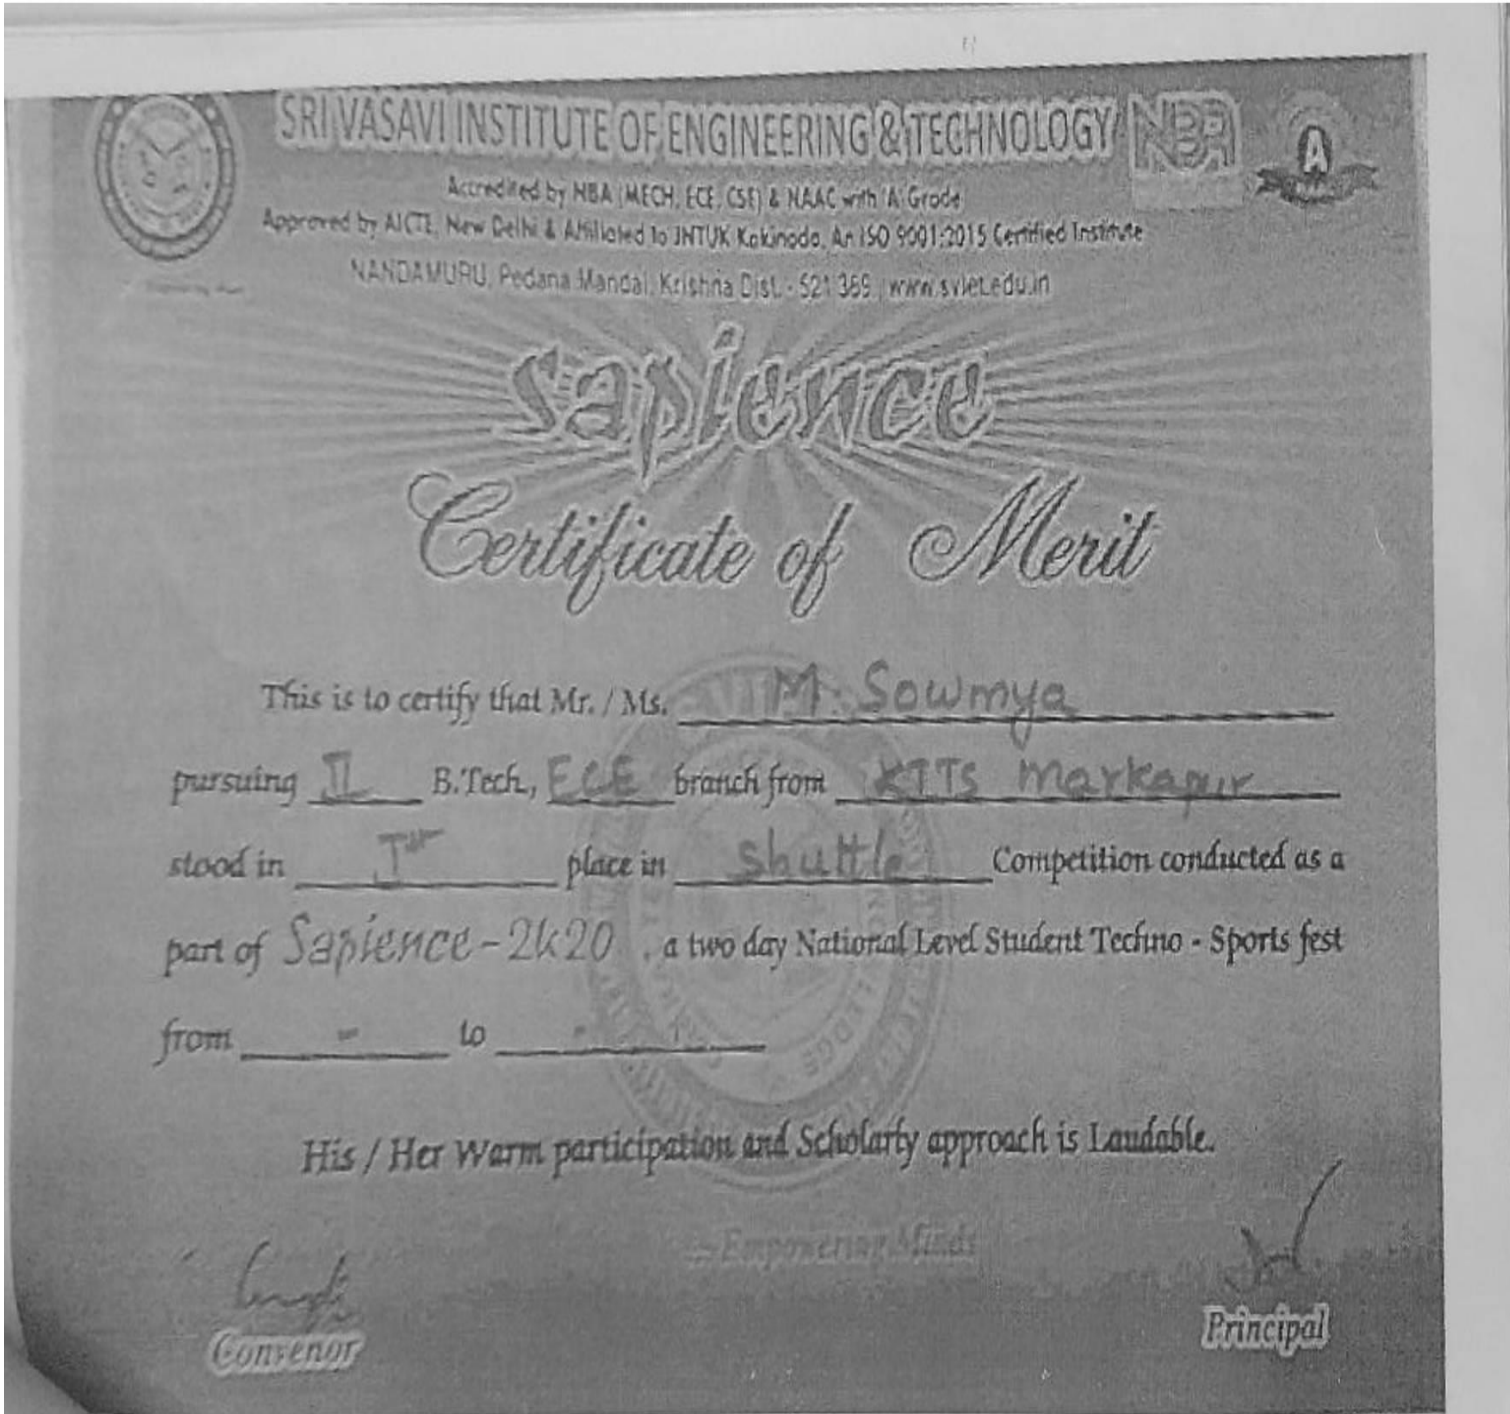 SRI VASAVI INSTITUTE OF ENGINEERING & TECHNOLOGY
NBA
A
Accredited by NBA (MECH, ECE, CSE) & NAAC with 'A' Grade
Approved by AICTE, New Delhi & Affiliated to JNTUK Kakinada, An ISO 9001:2015 Certified Institute
NANDAMURU, Pedana Mandal, Krishna Dist. - 521 369 | www.sviet.edu.in
sapience
Certificate of Merit
This is to certify that Mr. / Ms. M. Sowmya
pursuing II B.Tech., ECE branch from KITS Markapur
stood in Ist place in Shuttle Competition conducted as a
part of Sapience-2k20, a two day National Level Student Techno - Sports fest
from - to -
His / Her Warm participation and Scholarly approach is Laudable.
Empowering Minds
Convenor
Principal